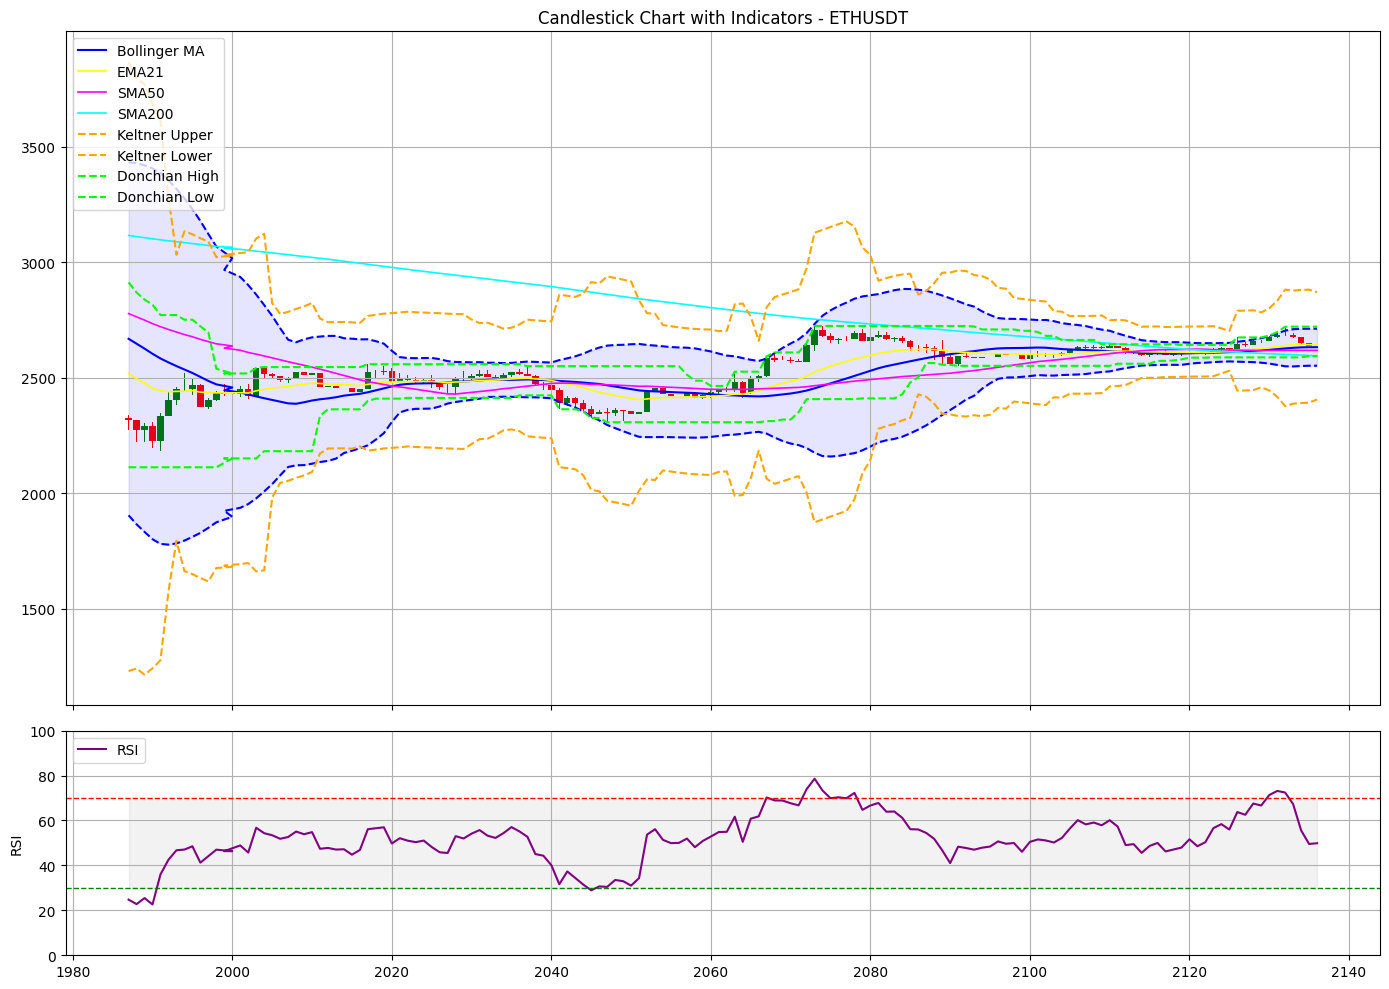 Candlestick Chart with Indicators - ETHUSDT
Bollinger MA
EMA21
SMA50
SMA200
Keltner Upper
Keltner Lower
Donchian High
Donchian Low
3500
3000
2500
2000
1500
RSI
100
80
60
40
20
0
RSI
1980
2000
2020
2040
2060
2080
2100
2120
2140